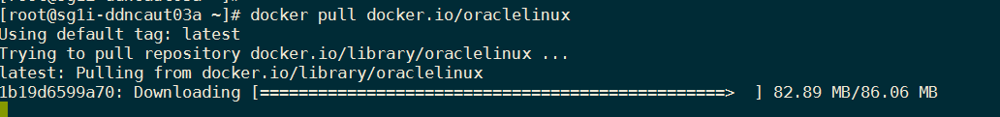 [root@sg1i-ddncaut03a ~]# docker pull docker.io/oraclelinux
Using default tag: latest
Trying to pull repository docker.io/library/oraclelinux ...
latest: Pulling from docker.io/library/oraclelinux
1b19d6599a70: Downloading [================================================>  ] 82.89 MB/86.06 MB